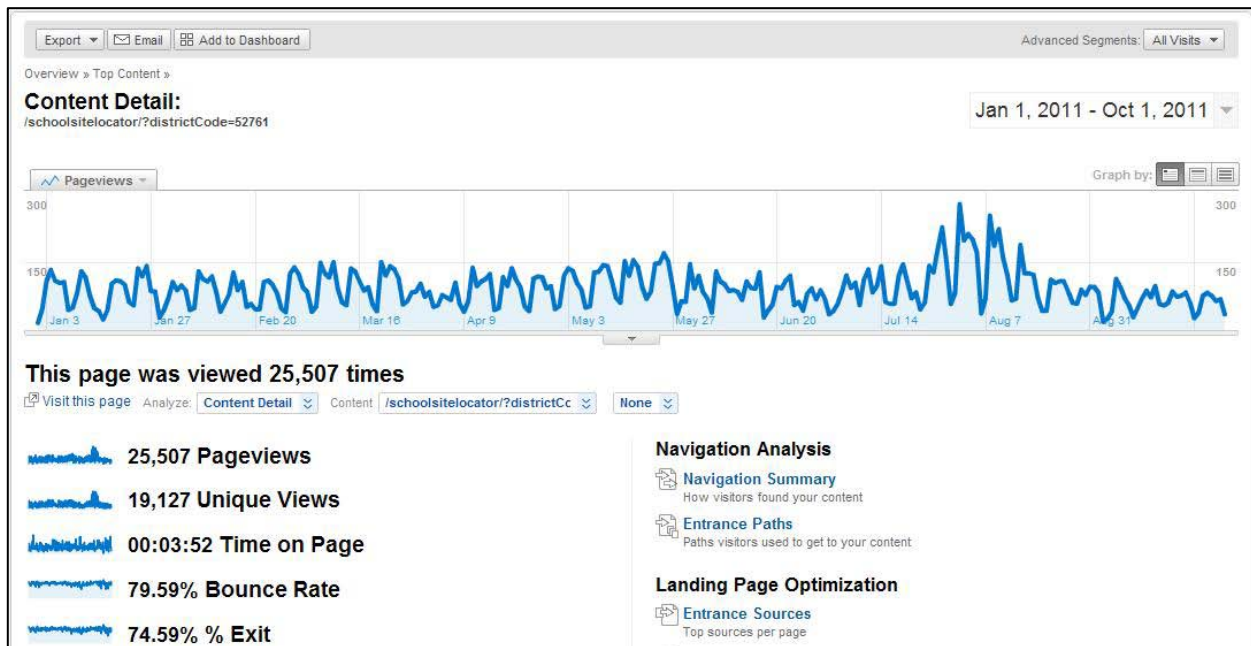 Export Email Add to Dashboard Advanced Segments: All Visits
Overview » Top Content »
Content Detail:
/schoolsitelocator/?districtCode=52761
Jan 1, 2011 - Oct 1, 2011
Pageviews Graph by:
300 300
150 150
Jan 3 Jan 27 Feb 20 Mar 16 Apr 9 May 3 May 27 Jun 20 Jul 14 Aug 7 Aug 31
This page was viewed 25,507 times
Visit this page Analyze: Content Detail Content /schoolsitelocator/?districtCc None
25,507 Pageviews
19,127 Unique Views
00:03:52 Time on Page
79.59% Bounce Rate
74.59% % Exit
Navigation Analysis
Navigation Summary
How visitors found your content
Entrance Paths
Paths visitors used to get to your content
Landing Page Optimization
Entrance Sources
Top sources per page